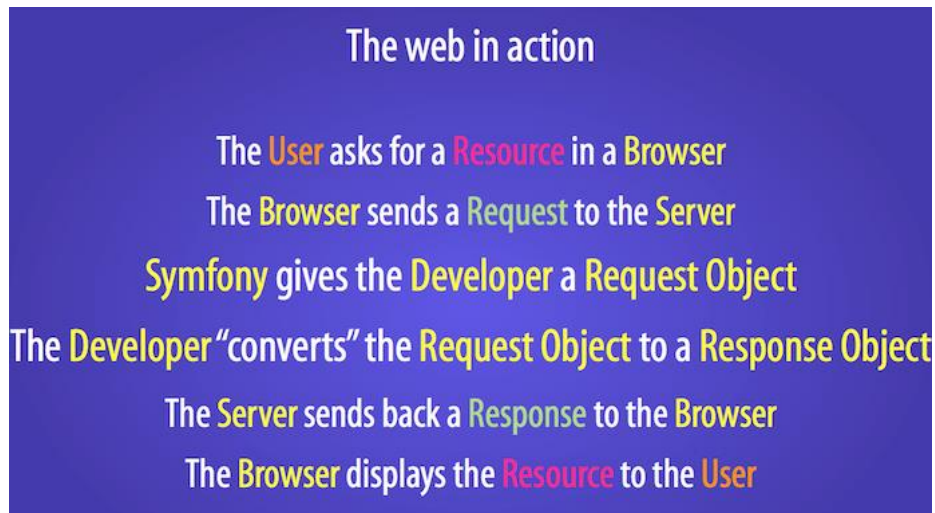 The web in action
The User asks for a Resource in a Browser
The Browser sends a Request to the Server
Symfony gives the Developer a Request Object
The Developer “converts” the Request Object to a Response Object
The Server sends back a Response to the Browser
The Browser displays the Resource to the User